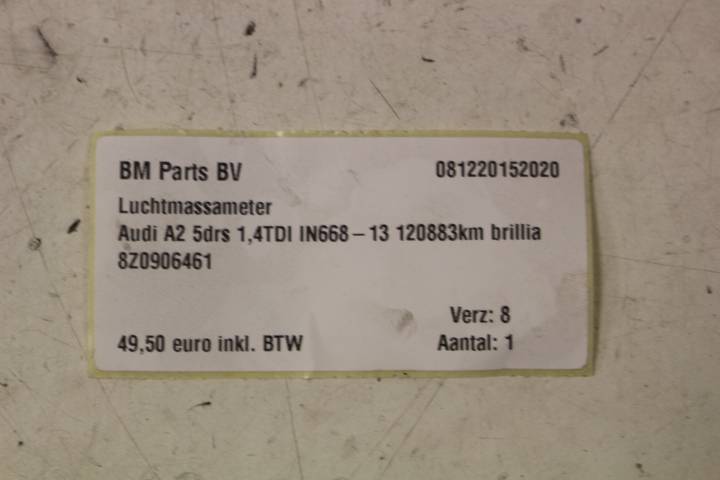 BM Parts BV 081220152020
Luchtmassameter
Audi A2 5drs 1,4TDI IN668-13 120883km brillia
8Z0906461
Verz: 8
49,50 euro inkl. BTW Aantal: 1